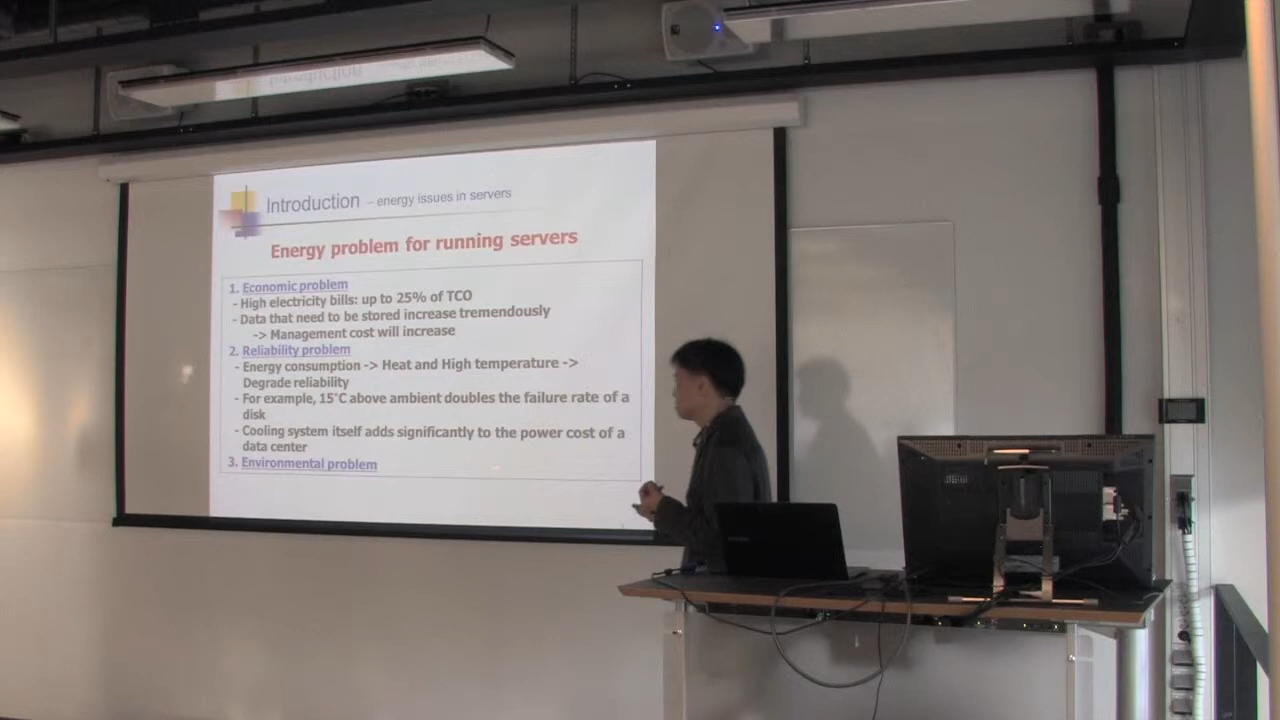 Introduction – energy issues in servers
Energy problem for running servers
1. Economic problem
- High electricity bills: up to 25% of TCO
- Data that need to be stored increase tremendously
-> Management cost will increase
2. Reliability problem
- Energy consumption -> Heat and High temperature ->
Degrade reliability
- For example, 15°C above ambient doubles the failure rate of a
disk
- Cooling system itself adds significantly to the power cost of a
data center
3. Environmental problem